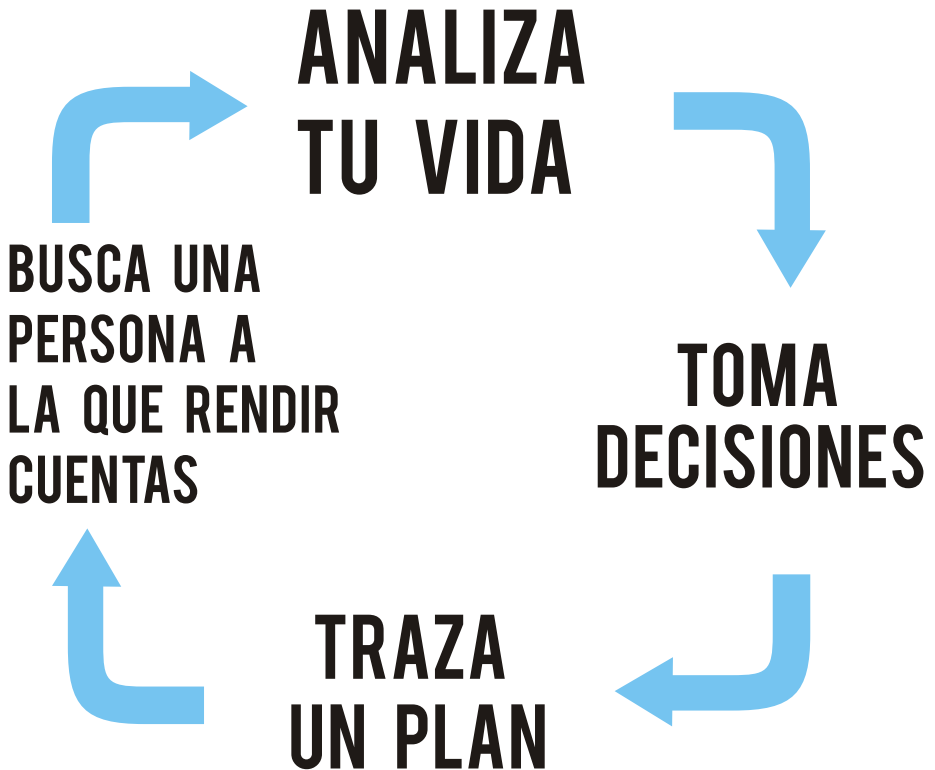 ANALIZA
TU VIDA
TOMA
DECISIONES
TRAZA
UN PLAN
BUSCA UNA
PERSONA A
LA QUE RENDIR
CUENTAS